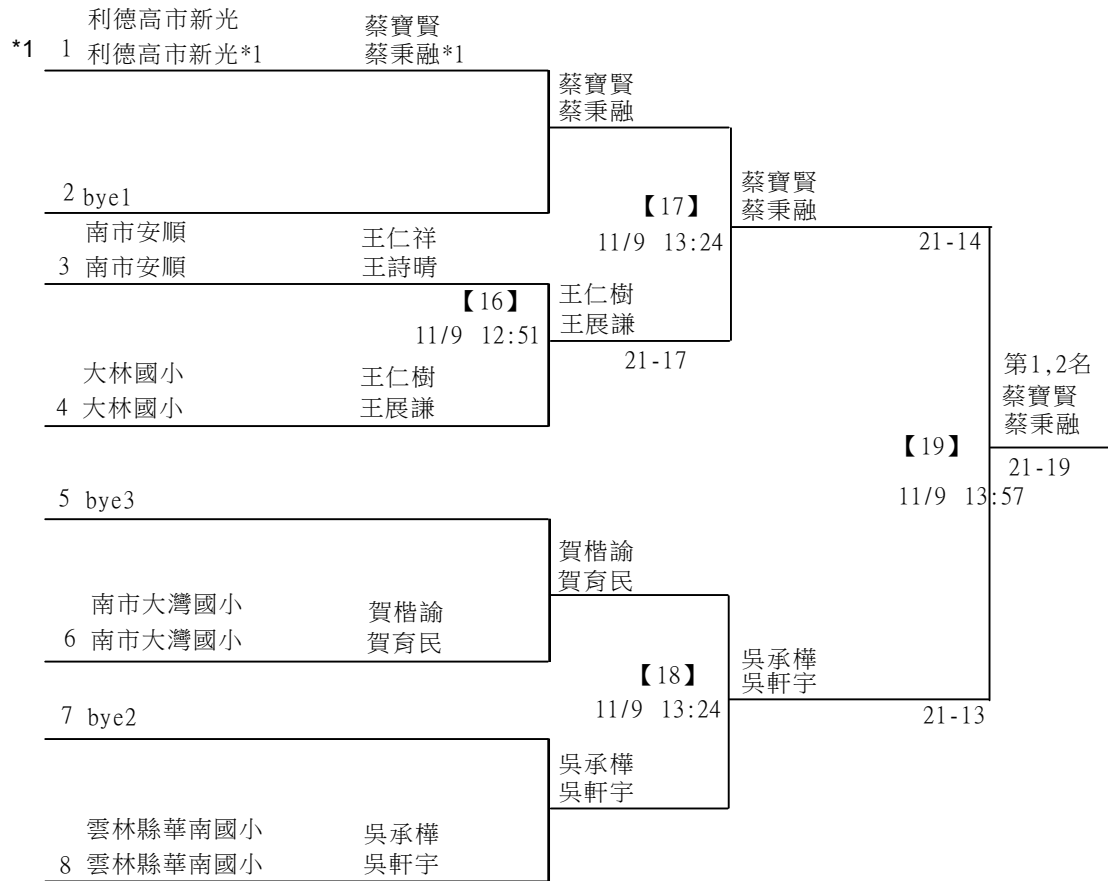 利德高市新光 蔡寶賢
*1 1 利德高市新光*1 蔡秉融*1
蔡寶賢
蔡秉融
2 bye1
【17】
11/9 13:24
蔡寶賢
蔡秉融
21-14
南市安順 王仁祥
3 南市安順 王詩晴
【16】
11/9 12:51
王仁樹
王展謙
21-17
大林國小 王仁樹
4 大林國小 王展謙
第1,2名
蔡寶賢
蔡秉融
【19】
21-19
11/9 13:57
5 bye3
賀楷諭
賀育民
南市大灣國小 賀楷諭
6 南市大灣國小 賀育民
【18】
11/9 13:24
吳承樺
吳軒宇
21-13
7 bye2
吳承樺
吳軒宇
雲林縣華南國小 吳承樺
8 雲林縣華南國小 吳軒宇